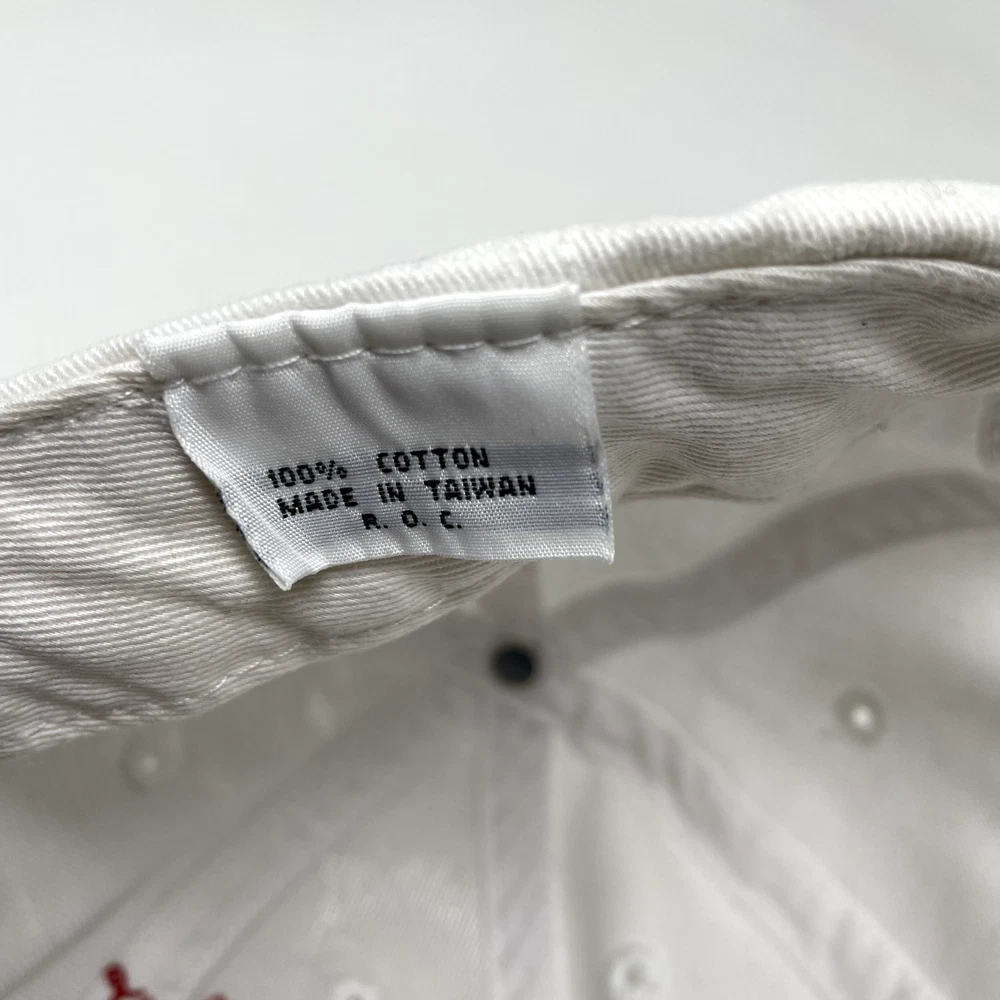 100% COTTON
MADE IN TAIWAN
R. O. C.